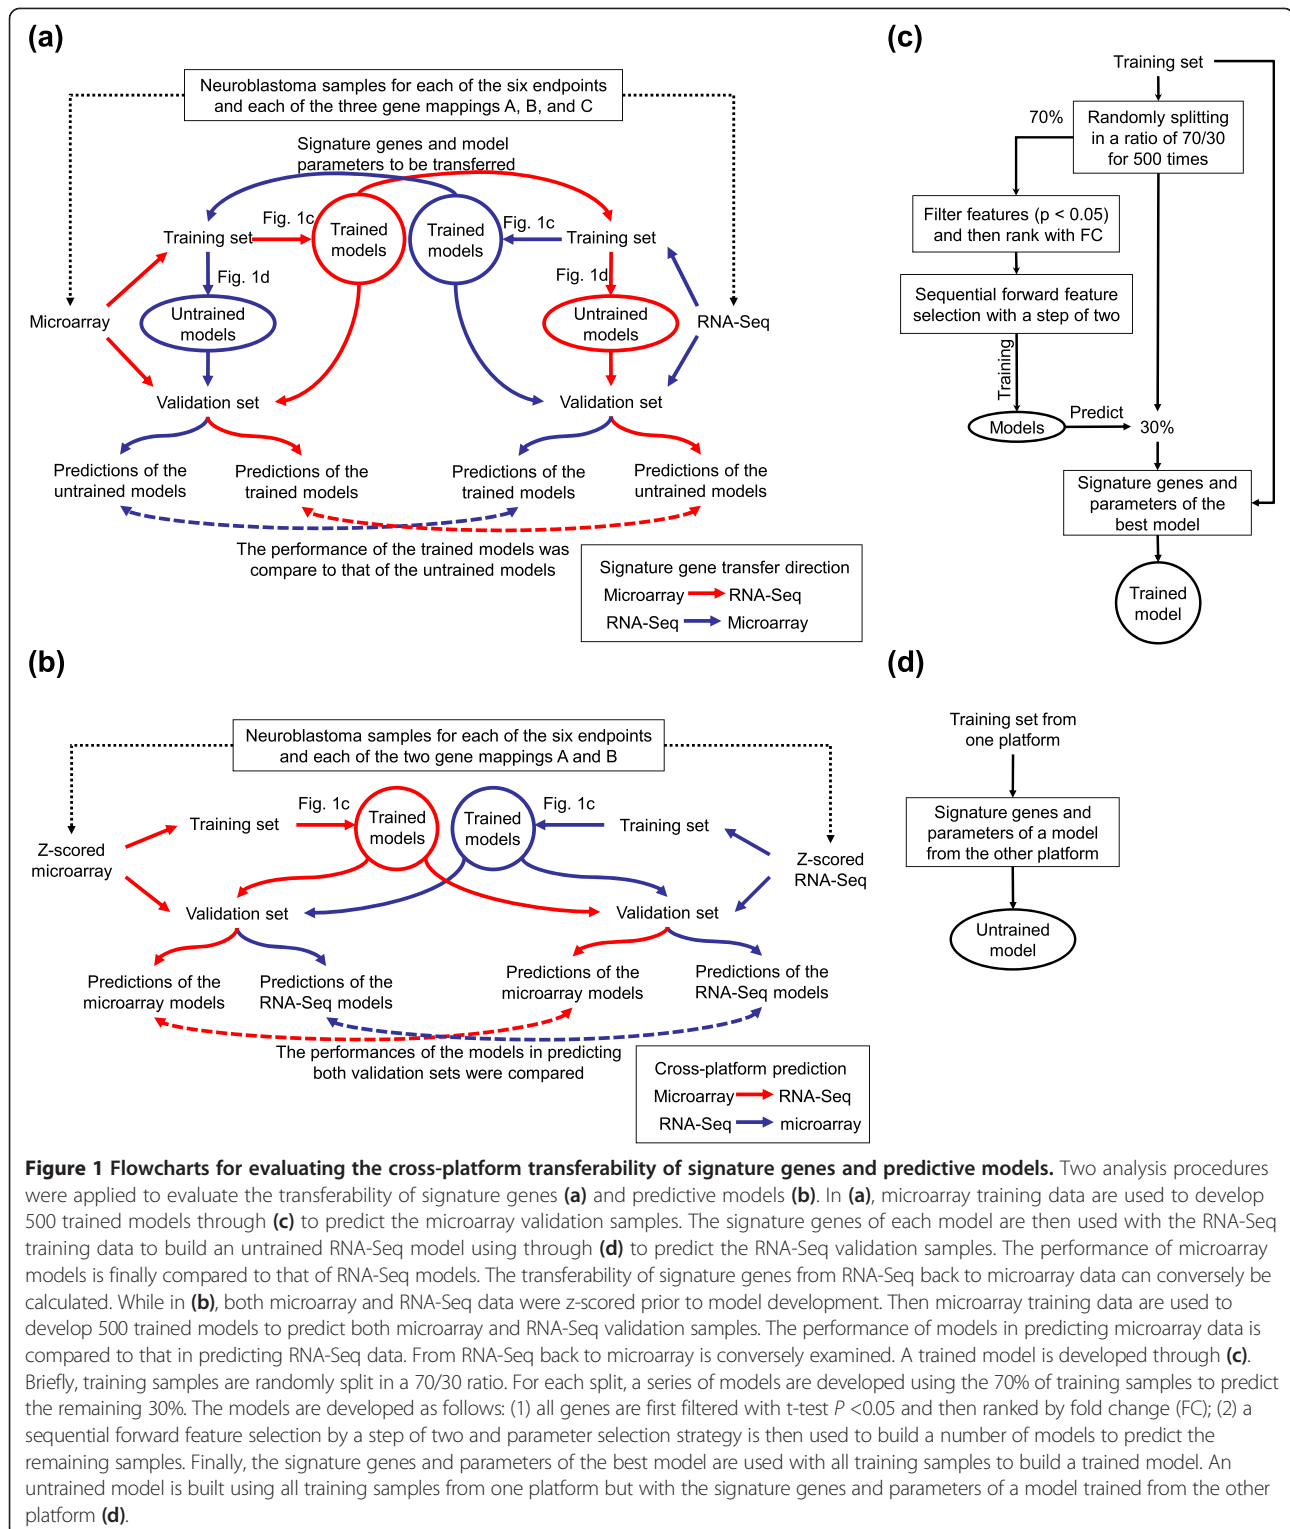 (a)
Neuroblastoma samples for each of the six endpoints
and each of the three gene mappings A, B, and C
Signature genes and model
parameters to be transferred
Training set
Fig. 1c
Trained
models
Trained
models
Fig. 1c
Training set
Fig. 1d
Fig. 1d
Microarray
Untrained
models
Untrained
models
RNA-Seq
Validation set
Validation set
Predictions of the
untrained models
Predictions of the
trained models
Predictions of the
trained models
Predictions of the
untrained models
The performance of the trained models was
compare to that of the untrained models
Signature gene transfer direction
Microarray RNA-Seq
RNA-Seq Microarray
(b)
Neuroblastoma samples for each of the six endpoints
and each of the two gene mappings A and B
Z-scored
microarray
Training set
Fig. 1c
Trained
models
Trained
models
Fig. 1c
Training set
Z-scored
RNA-Seq
Validation set
Validation set
Predictions of the
microarray models
Predictions of the
RNA-Seq models
Predictions of the
microarray models
Predictions of the
RNA-Seq models
The performances of the models in predicting
both validation sets were compared
Cross-platform prediction
Microarray RNA-Seq
RNA-Seq microarray
(c)
Training set
70%
Randomly splitting
in a ratio of 70/30
for 500 times
Filter features (p < 0.05)
and then rank with FC
Sequential forward feature
selection with a step of two
Training
Models
Predict
30%
Signature genes and
parameters of the
best model
Trained
model
(d)
Training set from
one platform
Signature genes and
parameters of a model
from the other platform
Untrained
model
Figure 1 Flowcharts for evaluating the cross-platform transferability of signature genes and predictive models. Two analysis procedures
were applied to evaluate the transferability of signature genes (a) and predictive models (b). In (a), microarray training data are used to develop
500 trained models through (c) to predict the microarray validation samples. The signature genes of each model are then used with the RNA-Seq
training data to build an untrained RNA-Seq model using through (d) to predict the RNA-Seq validation samples. The performance of microarray
models is finally compared to that of RNA-Seq models. The transferability of signature genes from RNA-Seq back to microarray data can conversely be
calculated. While in (b), both microarray and RNA-Seq data were z-scored prior to model development. Then microarray training data are used to
develop 500 trained models to predict both microarray and RNA-Seq validation samples. The performance of models in predicting microarray data is
compared to that in predicting RNA-Seq data. From RNA-Seq back to microarray is conversely examined. A trained model is developed through (c).
Briefly, training samples are randomly split in a 70/30 ratio. For each split, a series of models are developed using the 70% of training samples to predict
the remaining 30%. The models are developed as follows: (1) all genes are first filtered with t-test P <0.05 and then ranked by fold change (FC); (2) a
sequential forward feature selection by a step of two and parameter selection strategy is then used to build a number of models to predict the
remaining samples. Finally, the signature genes and parameters of the best model are used with all training samples to build a trained model. An
untrained model is built using all training samples from one platform but with the signature genes and parameters of a model trained from the other
platform (d).